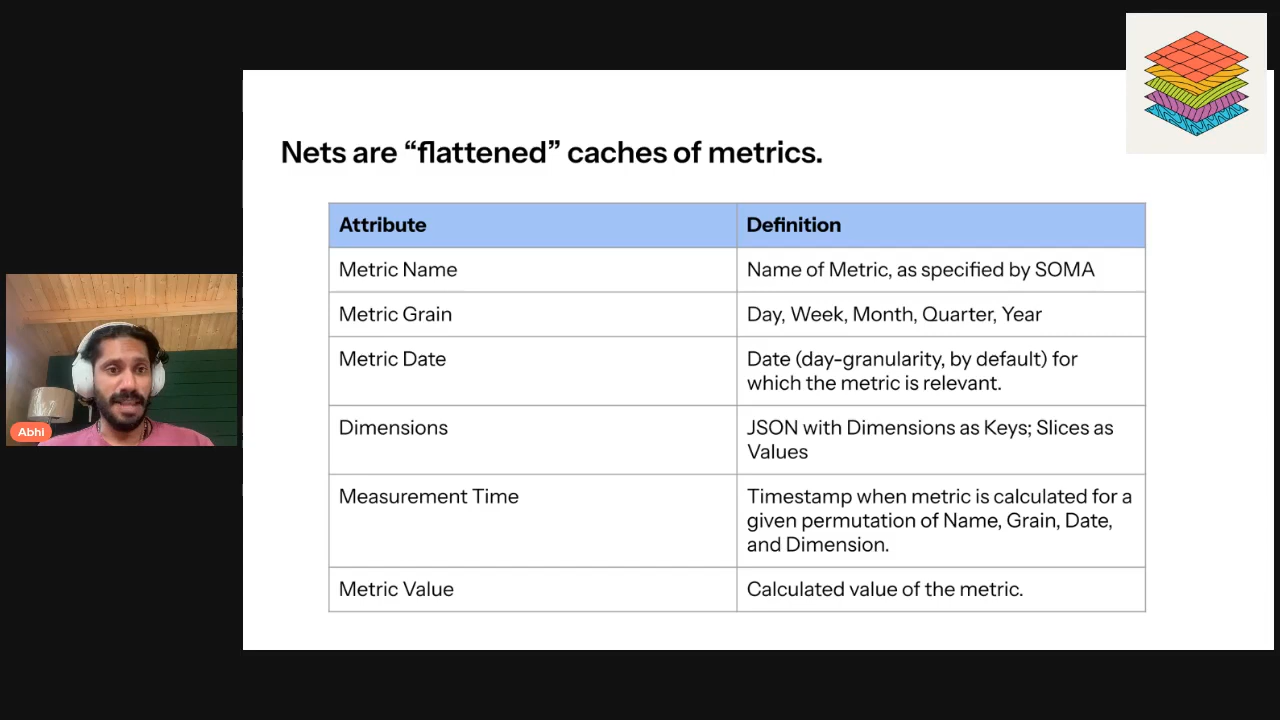 Nets are “flattened” caches of metrics.
Attribute
Definition
Metric Name
Name of Metric, as specified by SOMA
Metric Grain
Day, Week, Month, Quarter, Year
Metric Date
Date (day-granularity, by default) for
which the metric is relevant.
Dimensions
JSON with Dimensions as Keys; Slices as
Values
Measurement Time
Timestamp when metric is calculated for a
given permutation of Name, Grain, Date,
and Dimension.
Metric Value
Calculated value of the metric.
Abhi